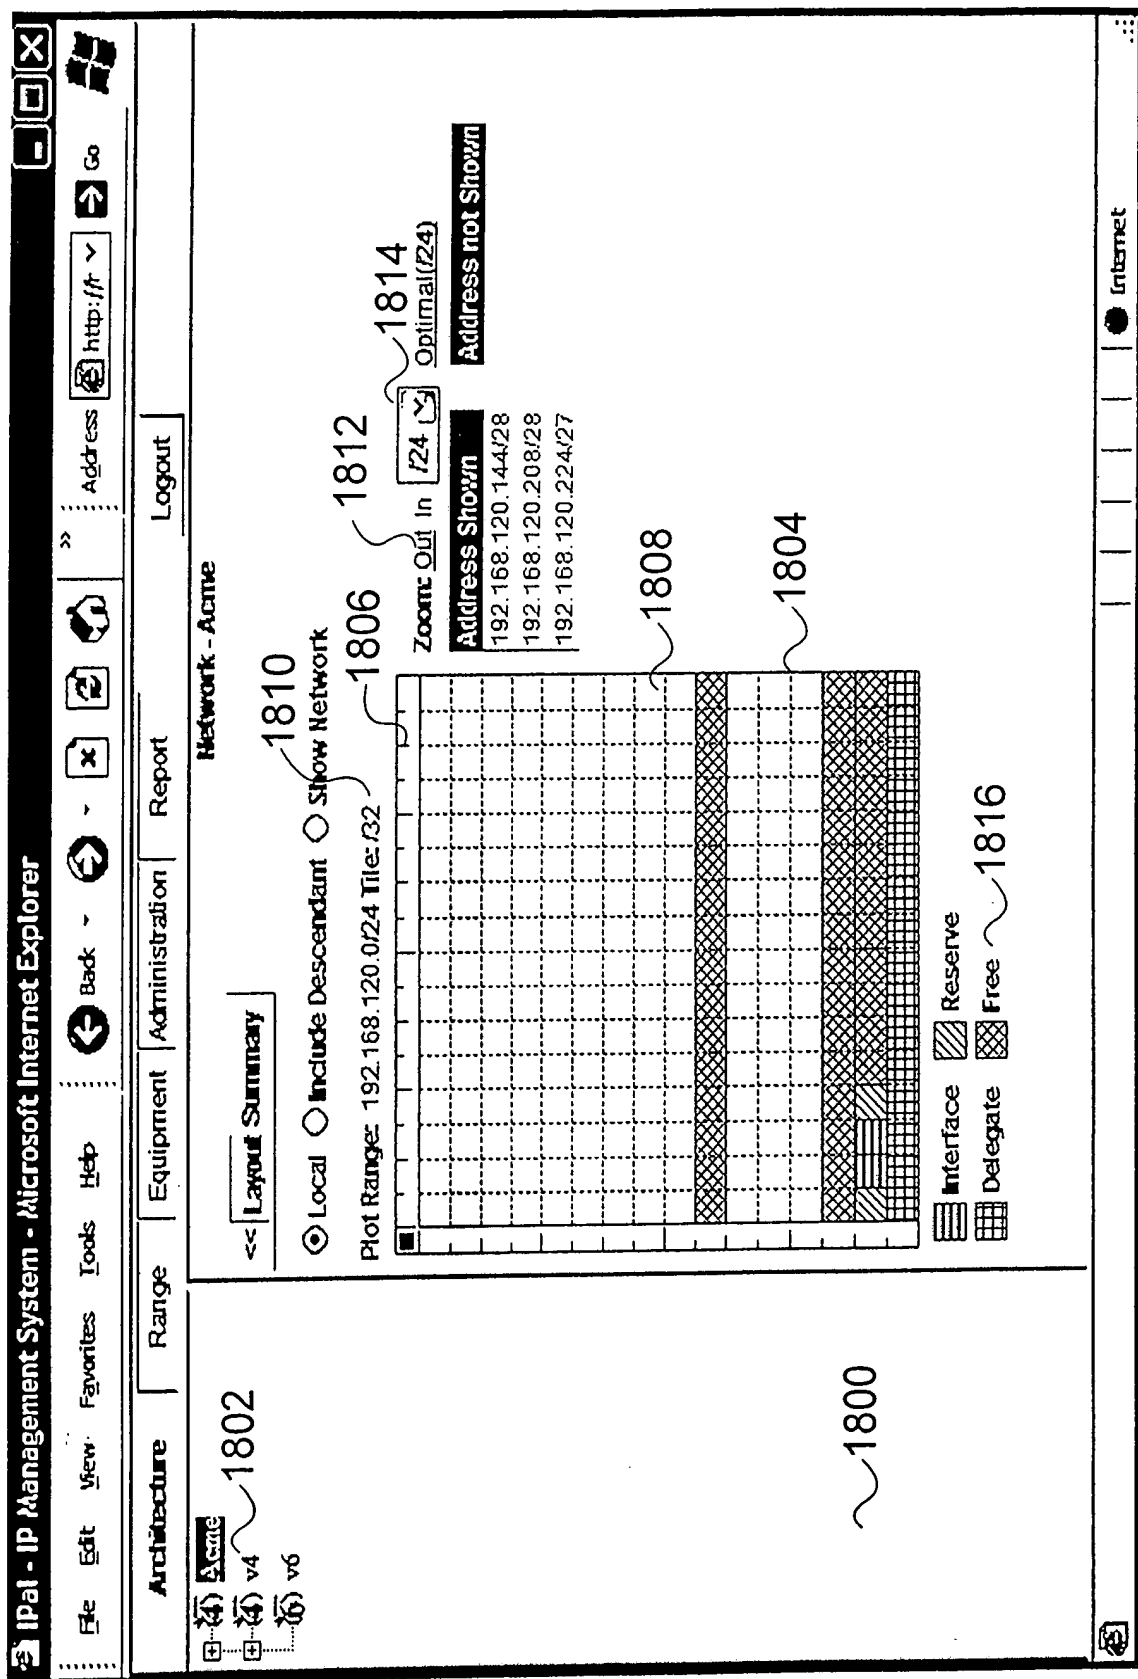 IPal - IP Management System - Microsoft Internet Explorer
File Edit View Favorites Tools Help
Back
»
Address http://fr Go
Architecture Range Equipment Administration Report Logout
Acme
v4
v6
1802
1800
Network - Acme
<< Layout Summary
Local Include Descendant Show Network
1810
Plot Range: 192.168.120.0/24 Tile: /32
1806
1812
1814
Zoom: Out In /24 Optimal(/24)
Address Shown Address not Shown
192.168.120.144/28
192.168.120.208/28
192.168.120.224/27
1808
1804
Interface Reserve
Delegate Free
1816
Internet